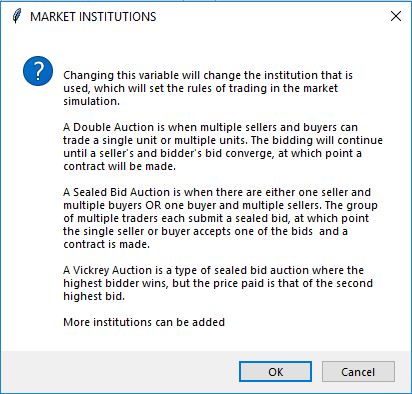 MARKET INSTITUTIONS
?
Changing this variable will change the institution that is
used, which will set the rules of trading in the market
simulation.
A Double Auction is when multiple sellers and buyers can
trade a single unit or multiple units. The bidding will continue
until a seller's and bidder's bid converge, at which point a
contract will be made.
A Sealed Bid Auction is when there are either one seller and
multiple buyers OR one buyer and multiple sellers. The group
of multiple traders each submit a sealed bid, at which point
the single seller or buyer accepts one of the bids  and a
contract is made.
A Vickrey Auction is a type of sealed bid auction where the
highest bidder wins, but the price paid is that of the second
highest bid.
More institutions can be added
OK
Cancel